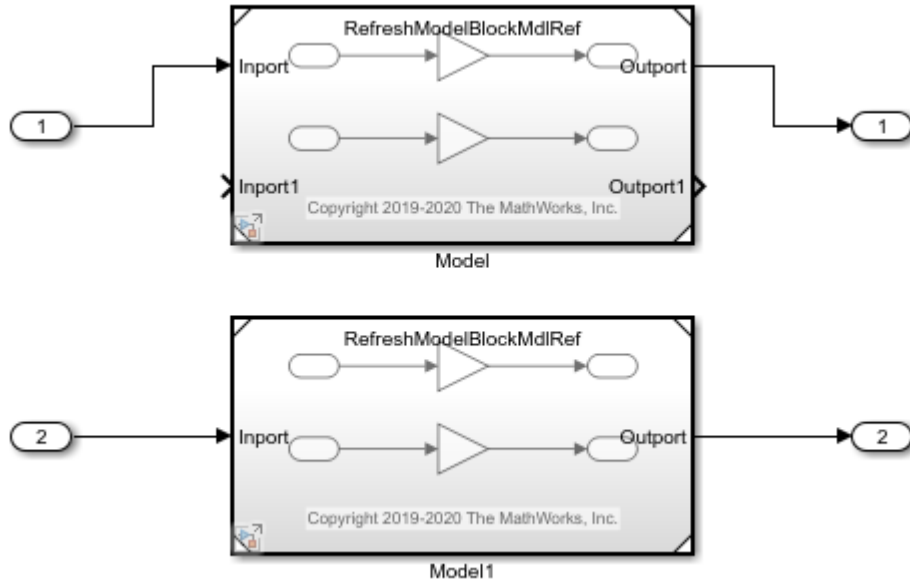 RefreshModelBlockMdlRef
Inport Outport
1 1
Inport1 Outport1
Copyright 2019-2020 The MathWorks, Inc.
Model
RefreshModelBlockMdlRef
2 Inport Outport 2
Copyright 2019-2020 The MathWorks, Inc.
Model1